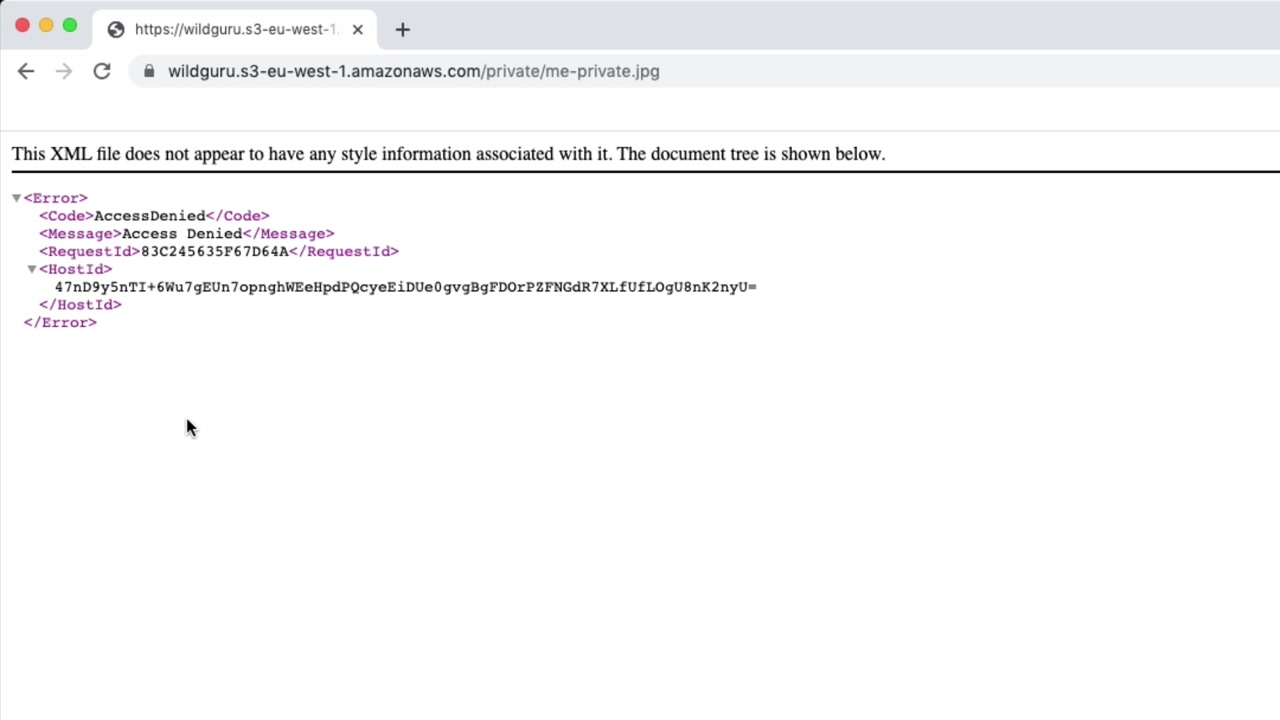 https://wildguru.s3-eu-west-1.
wildguru.s3-eu-west-1.amazonaws.com/private/me-private.jpg
This XML file does not appear to have any style information associated with it. The document tree is shown below.
<Error>
<Code>AccessDenied</Code>
<Message>Access Denied</Message>
<RequestId>83C245635F67D64A</RequestId>
<HostId>
47nD9y5nTI+6Wu7gEUn7opnghWEeHpdPQcyeEiDUe0gvgBgFDOrPZFNGdR7XLfUfLOgU8nK2nyU=
</HostId>
</Error>